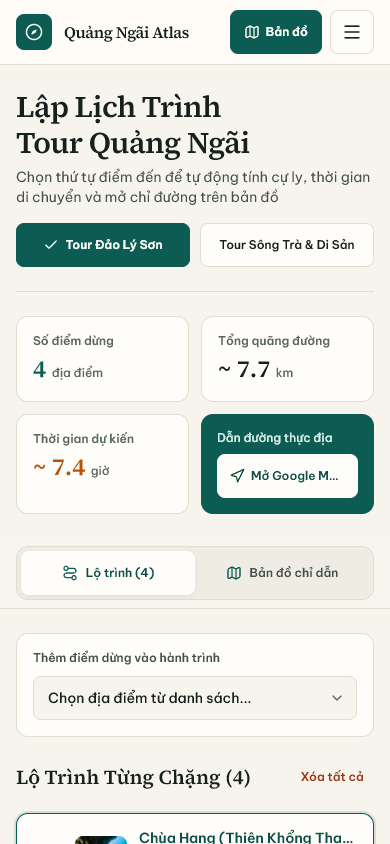 Quảng Ngãi Atlas
Bản đồ
Lập Lịch Trình
Tour Quảng Ngãi
Chọn thứ tự điểm đến để tự động tính cự ly, thời gian
di chuyển và mở chỉ đường trên bản đồ
Tour Đảo Lý Sơn
Tour Sông Trà & Di Sản
Số điểm dừng
4 địa điểm
Tổng quãng đường
~ 7.7 km
Thời gian dự kiến
~ 7.4 giờ
Dẫn đường thực địa
Mở Google M...
Lộ trình (4)
Bản đồ chỉ dẫn
Thêm điểm dừng vào hành trình
Chọn địa điểm từ danh sách...
Lộ Trình Từng Chặng (4)
Xóa tất cả
Chùa Hang (Thiên Khổng Thạ...